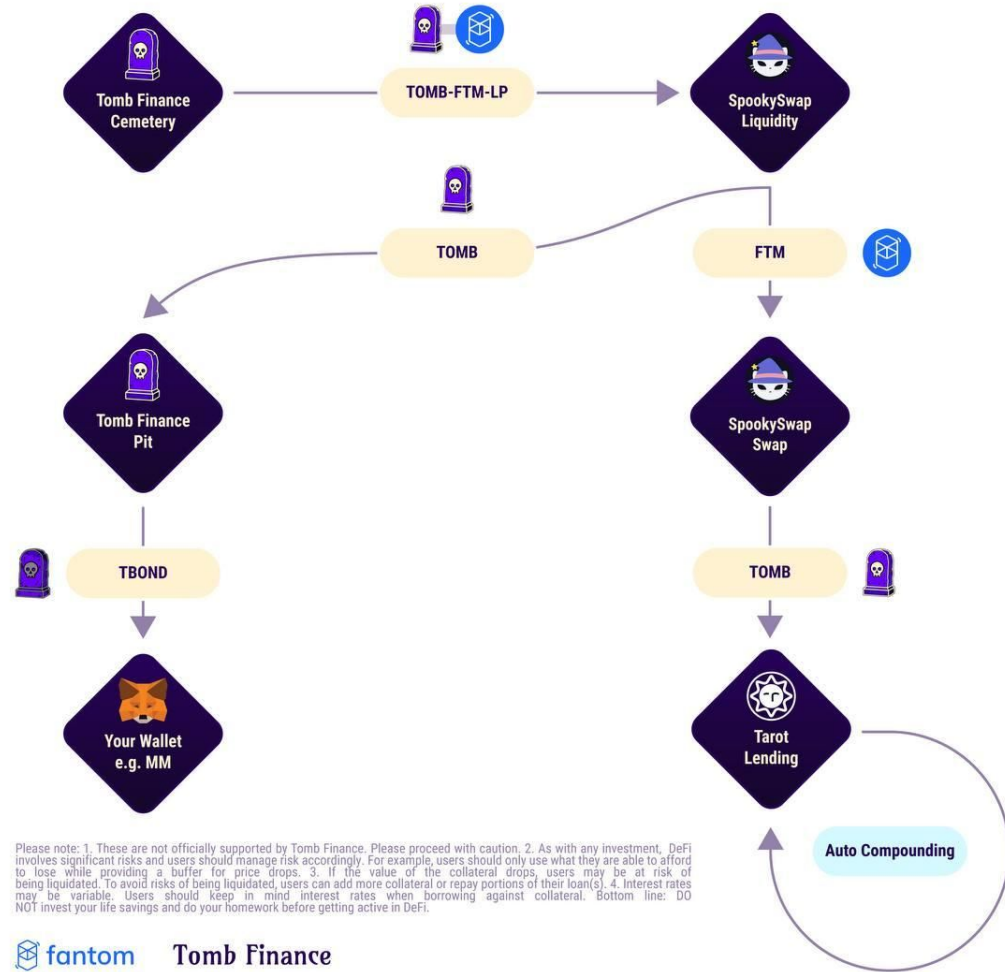 Tomb Finance
Cemetery
TOMB-FTM-LP
SpookySwap
Liquidity
TOMB
FTM
Tomb Finance
Pit
SpookySwap
Swap
TBOND
TOMB
Your Wallet
e.g. MM
Tarot
Lending
Auto Compounding
Please note: 1. These are not officially supported by Tomb Finance. Please proceed with caution. 2. As with any investment, DeFi
involves significant risks and users should manage risk accordingly. For example, users should only use what they are able to afford
to lose while providing a buffer for price drops. 3. If the value of the collateral drops, users may be at risk of
being liquidated. To avoid risks of being liquidated, users can add more collateral or repay portions of their loan(s). 4. Interest rates
may be variable. Users should keep in mind interest rates when borrowing against collateral. Bottom line: DO
NOT invest your life savings and do your homework before getting active in DeFi.
fantom
Tomb Finance